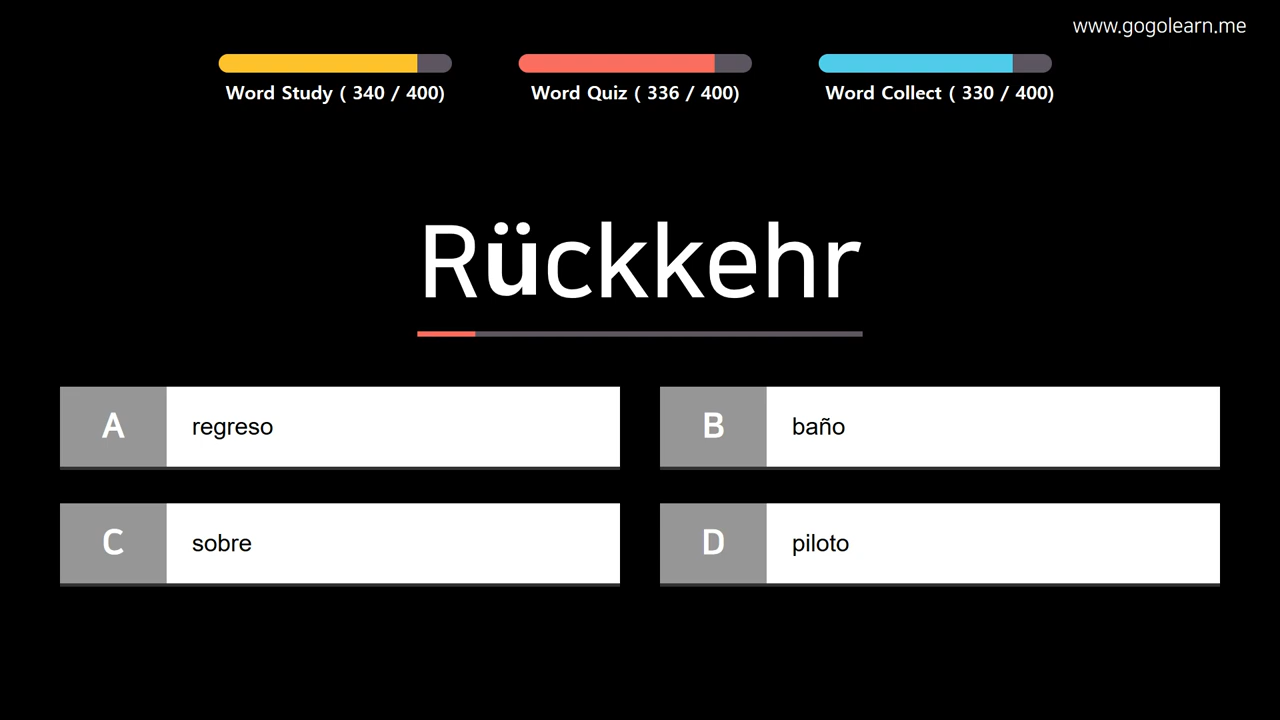 www.gogolearn.me
Word Study ( 340 / 400)
Word Quiz ( 336 / 400)
Word Collect ( 330 / 400)
Rückkehr
A regreso
B baño
C sobre
D piloto